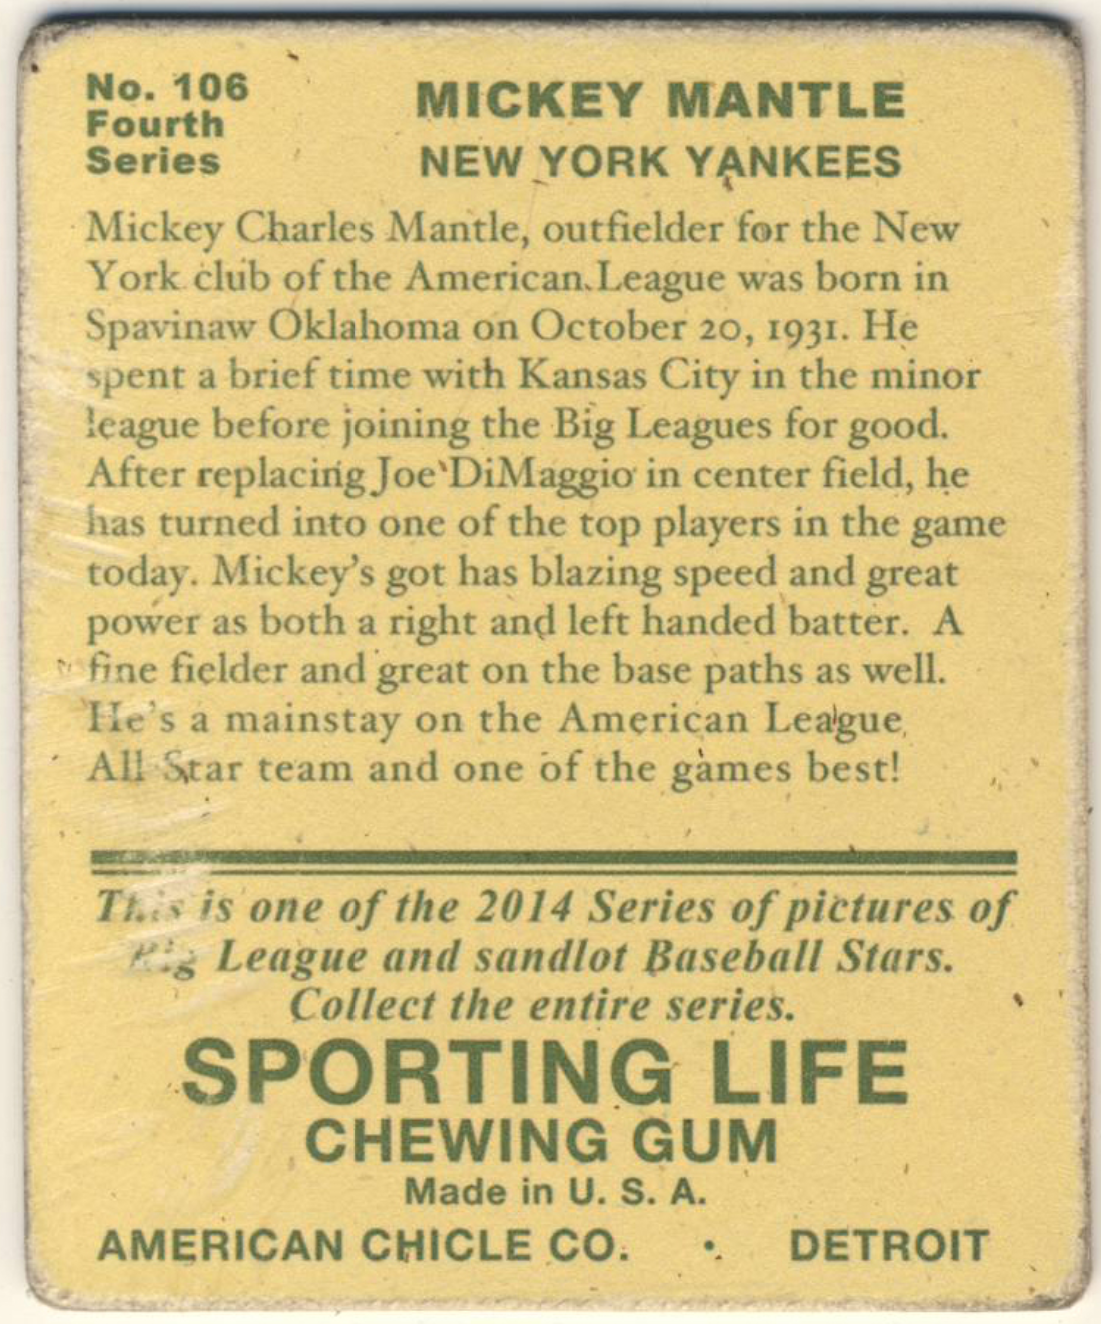 No. 106
Fourth
Series
MICKEY MANTLE
NEW YORK YANKEES
Mickey Charles Mantle, outfielder for the New
York club of the American League was born in
Spavinaw Oklahoma on October 20, 1931. He
spent a brief time with Kansas City in the minor
league before joining the Big Leagues for good.
After replacing Joe DiMaggio in center field, he
has turned into one of the top players in the game
today. Mickey's got has blazing speed and great
power as both a right and left handed batter. A
fine fielder and great on the base paths as well.
He's a mainstay on the American League
All-Star team and one of the games best!
This is one of the 2014 Series of pictures of
Big League and sandlot Baseball Stars.
Collect the entire series.
SPORTING LIFE
CHEWING GUM
Made in U. S. A.
AMERICAN CHICLE CO. • DETROIT